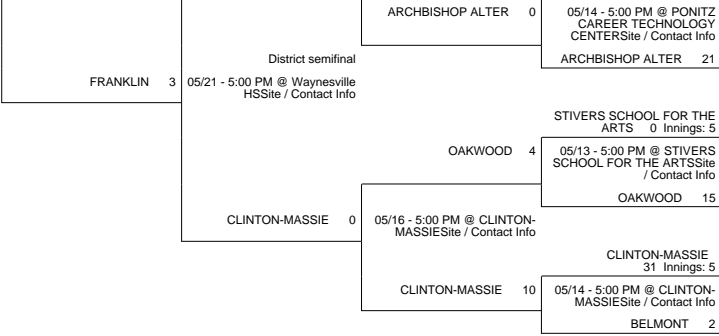 ARCHBISHOP ALTER 0
05/14 - 5:00 PM @ PONITZ
CAREER TECHNOLOGY
CENTERSite / Contact Info
ARCHBISHOP ALTER 21
District semifinal
FRANKLIN 3
05/21 - 5:00 PM @ Waynesville
HSSite / Contact Info
STIVERS SCHOOL FOR THE
ARTS 0 Innings: 5
OAKWOOD 4
05/13 - 5:00 PM @ STIVERS
SCHOOL FOR THE ARTSSite
/ Contact Info
OAKWOOD 15
CLINTON-MASSIE 0
05/16 - 5:00 PM @ CLINTON-
MASSIESite / Contact Info
CLINTON-MASSIE
31 Innings: 5
CLINTON-MASSIE 10
05/14 - 5:00 PM @ CLINTON-
MASSIESite / Contact Info
BELMONT 2